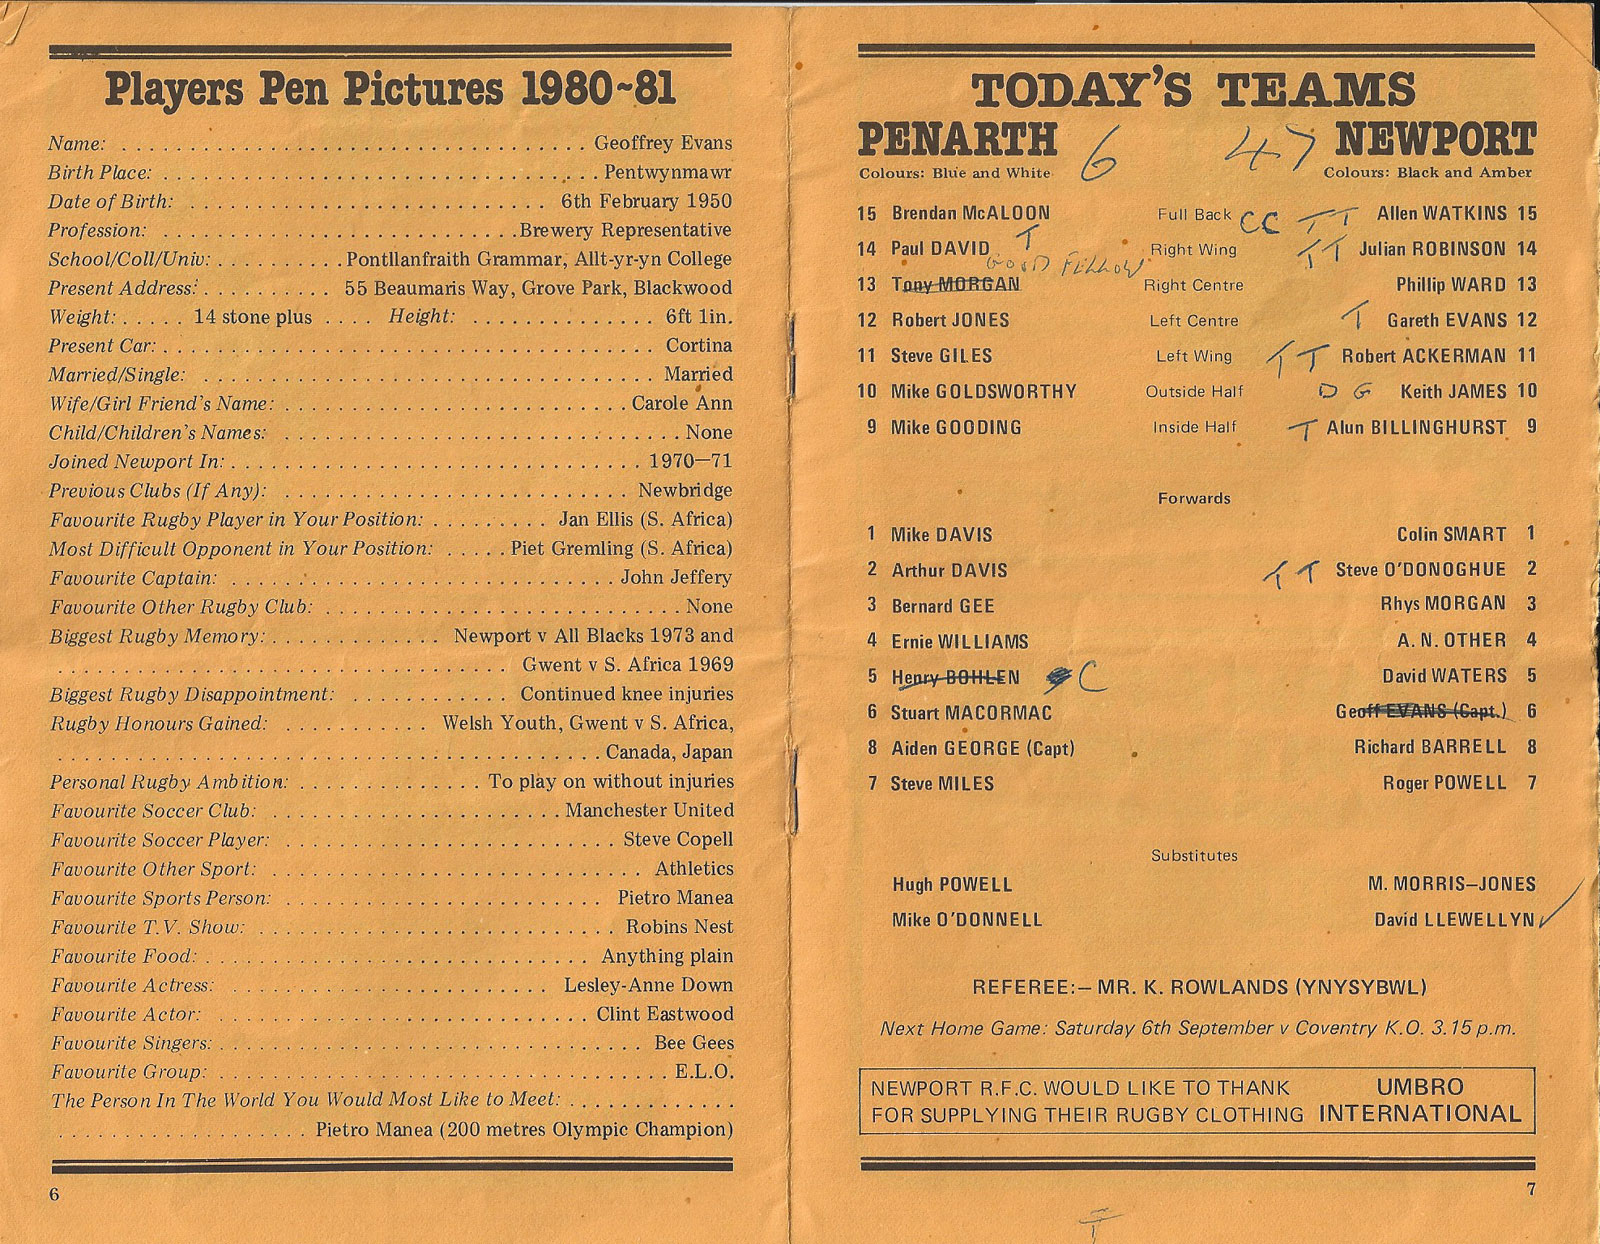 Players Pen Pictures 1980~81
Name: Geoffrey Evans
Birth Place: Pentwynmawr
Date of Birth: 6th February 1950
Profession: Brewery Representative
School/Coll/Univ: Pontllanfraith Grammar, Allt-yr-yn College
Present Address: 55 Beaumaris Way, Grove Park, Blackwood
Weight: 14 stone plus Height: 6ft 1in.
Present Car: Cortina
Married/Single: Married
Wife/Girl Friend's Name: Carole Ann
Child/Children's Names: None
Joined Newport In: 1970—71
Previous Clubs (If Any): Newbridge
Favourite Rugby Player in Your Position: Jan Ellis (S. Africa)
Most Difficult Opponent in Your Position: Piet Gremling (S. Africa)
Favourite Captain: John Jeffery
Favourite Other Rugby Club: None
Biggest Rugby Memory: Newport v All Blacks 1973 and
Gwent v S. Africa 1969
Biggest Rugby Disappointment: Continued knee injuries
Rugby Honours Gained: Welsh Youth, Gwent v S. Africa,
Canada, Japan
Personal Rugby Ambition: To play on without injuries
Favourite Soccer Club: Manchester United
Favourite Soccer Player: Steve Copell
Favourite Other Sport: Athletics
Favourite Sports Person: Pietro Manea
Favourite T.V. Show: Robins Nest
Favourite Food: Anything plain
Favourite Actress: Lesley-Anne Down
Favourite Actor: Clint Eastwood
Favourite Singers: Bee Gees
Favourite Group: E.L.O.
The Person In The World You Would Most Like to Meet:
Pietro Manea (200 metres Olympic Champion)
6
TODAY'S TEAMS
PENARTH 6 47 NEWPORT
Colours: Blue and White Colours: Black and Amber
15 Brendan McALOON Full Back CC TT Allen WATKINS 15
14 Paul DAVID T Right Wing TT Julian ROBINSON 14
GOOD FELLOW
13 Tony MORGAN Right Centre Phillip WARD 13
12 Robert JONES Left Centre T Gareth EVANS 12
11 Steve GILES Left Wing TT Robert ACKERMAN 11
10 Mike GOLDSWORTHY Outside Half D G Keith JAMES 10
9 Mike GOODING Inside Half T Alun BILLINGHURST 9
Forwards
1 Mike DAVIS Colin SMART 1
2 Arthur DAVIS TT Steve O'DONOGHUE 2
3 Bernard GEE Rhys MORGAN 3
4 Ernie WILLIAMS A. N. OTHER 4
5 Henry BOHLEN C David WATERS 5
6 Stuart MACORMAC Geoff EVANS (Capt.) 6
8 Aiden GEORGE (Capt) Richard BARRELL 8
7 Steve MILES Roger POWELL 7
Substitutes
Hugh POWELL M. MORRIS—JONES
Mike O'DONNELL David LLEWELLYN
REFEREE:— MR. K. ROWLANDS (YNYSYBWL)
Next Home Game: Saturday 6th September v Coventry K.O. 3.15 p.m.
NEWPORT R.F.C. WOULD LIKE TO THANK UMBRO
FOR SUPPLYING THEIR RUGBY CLOTHING INTERNATIONAL
7